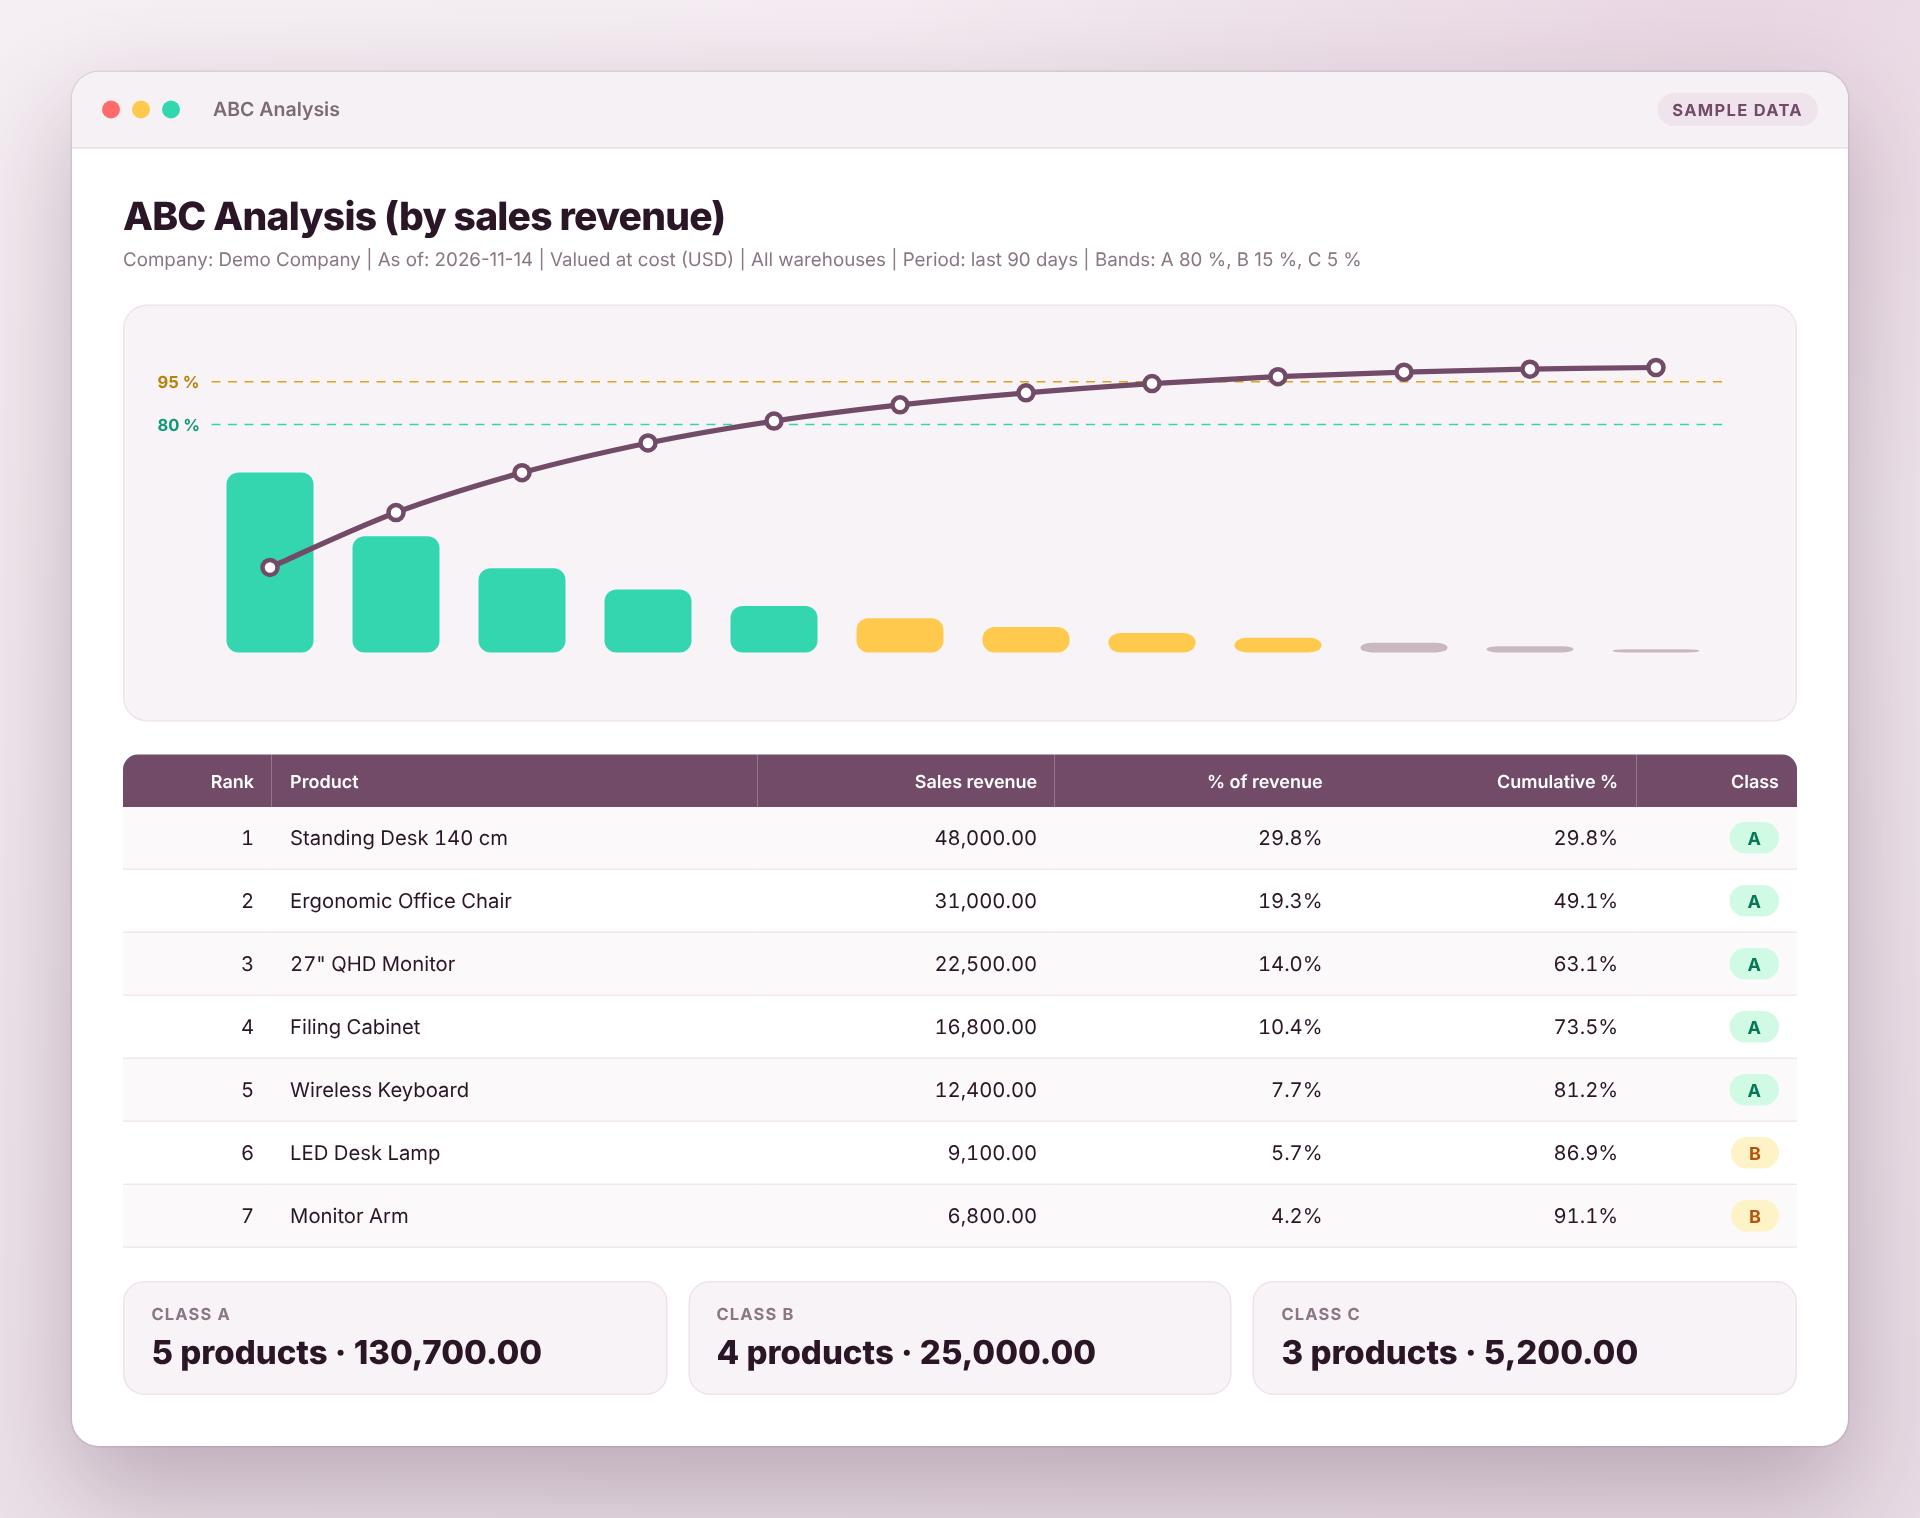 ABC Analysis
SAMPLE DATA
ABC Analysis (by sales revenue)
Company: Demo Company | As of: 2026-11-14 | Valued at cost (USD) | All warehouses | Period: last 90 days | Bands: A 80 %, B 15 %, C 5 %
95 %
80 %
Rank Product Sales revenue % of revenue Cumulative % Class
1 Standing Desk 140 cm 48,000.00 29.8% 29.8% A
2 Ergonomic Office Chair 31,000.00 19.3% 49.1% A
3 27" QHD Monitor 22,500.00 14.0% 63.1% A
4 Filing Cabinet 16,800.00 10.4% 73.5% A
5 Wireless Keyboard 12,400.00 7.7% 81.2% A
6 LED Desk Lamp 9,100.00 5.7% 86.9% B
7 Monitor Arm 6,800.00 4.2% 91.1% B
CLASS A
5 products · 130,700.00
CLASS B
4 products · 25,000.00
CLASS C
3 products · 5,200.00